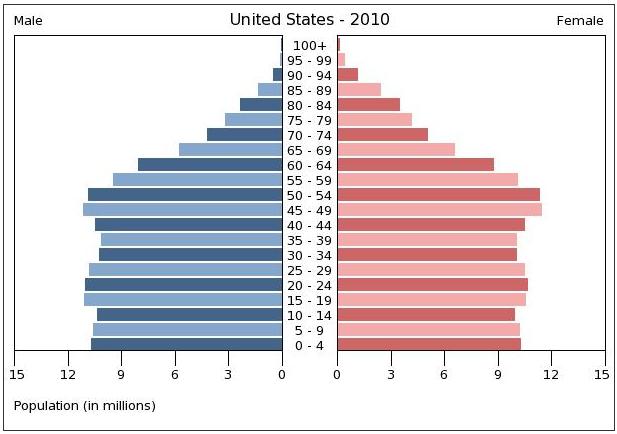 United States - 2010
Male
Female
100+
95 - 99
90 - 94
85 - 89
80 - 84
75 - 79
70 - 74
65 - 69
60 - 64
55 - 59
50 - 54
45 - 49
40 - 44
35 - 39
30 - 34
25 - 29
20 - 24
15 - 19
10 - 14
5 - 9
0 - 4
15 12 9 6 3 0 0 3 6 9 12 15
Population (in millions)